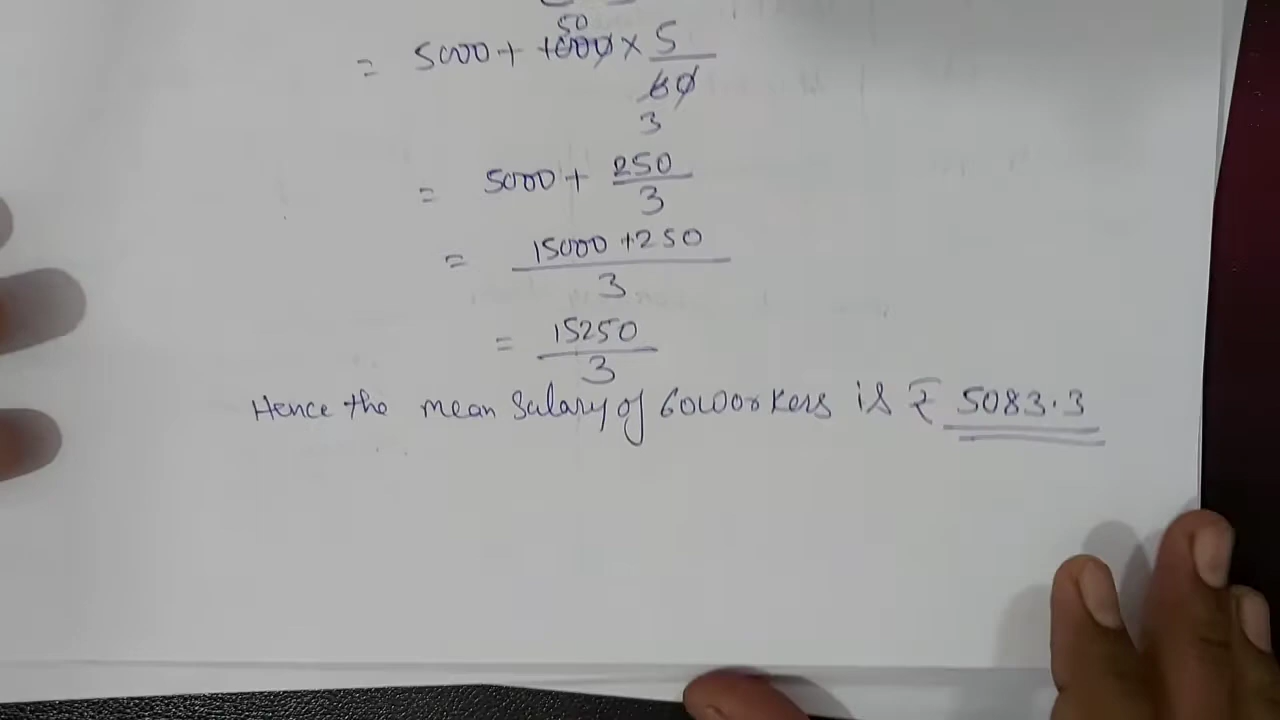 50
= 5000 + 1000 × 5
60
3
= 5000 + 250
3
= 15000 + 250
3
= 15250
3
Hence the mean Salary of 60 workers is ₹ 5083.3